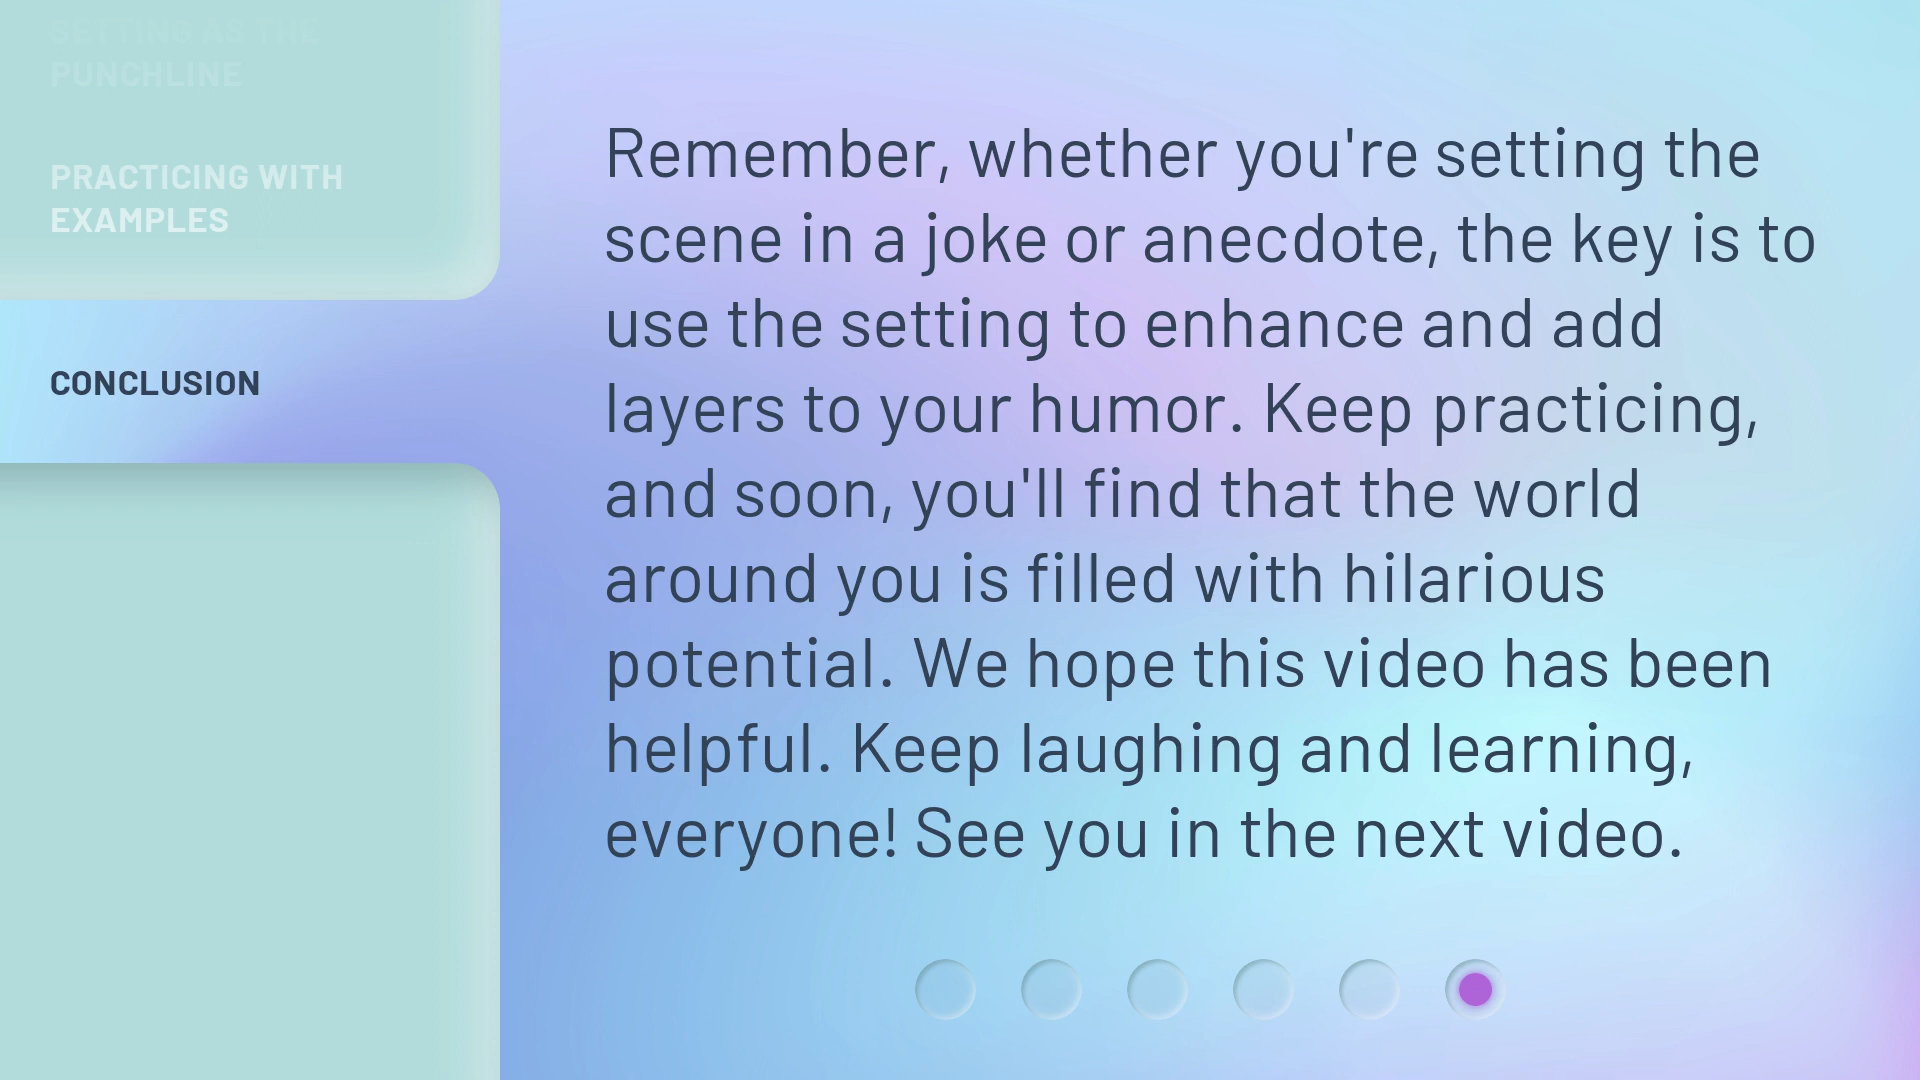 SETTING AS THE
PUNCHLINE
PRACTICING WITH
EXAMPLES
CONCLUSION
Remember, whether you're setting the
scene in a joke or anecdote, the key is to
use the setting to enhance and add
layers to your humor. Keep practicing,
and soon, you'll find that the world
around you is filled with hilarious
potential. We hope this video has been
helpful. Keep laughing and learning,
everyone! See you in the next video.